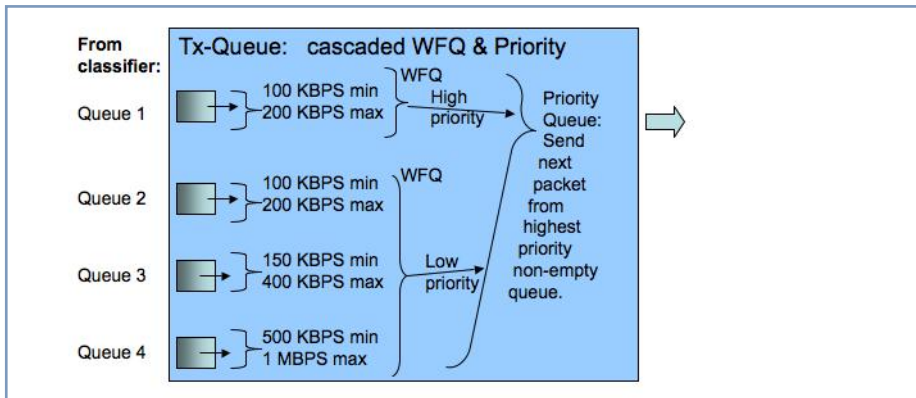 From
classifier:
Tx-Queue: cascaded WFQ & Priority
Queue 1
100 KBPS min
200 KBPS max
WFQ
High
priority
Queue 2
100 KBPS min
200 KBPS max
WFQ
Queue 3
150 KBPS min
400 KBPS max
Low
priority
Queue 4
500 KBPS min
1 MBPS max
Priority
Queue:
Send
next
packet
from
highest
priority
non-empty
queue.